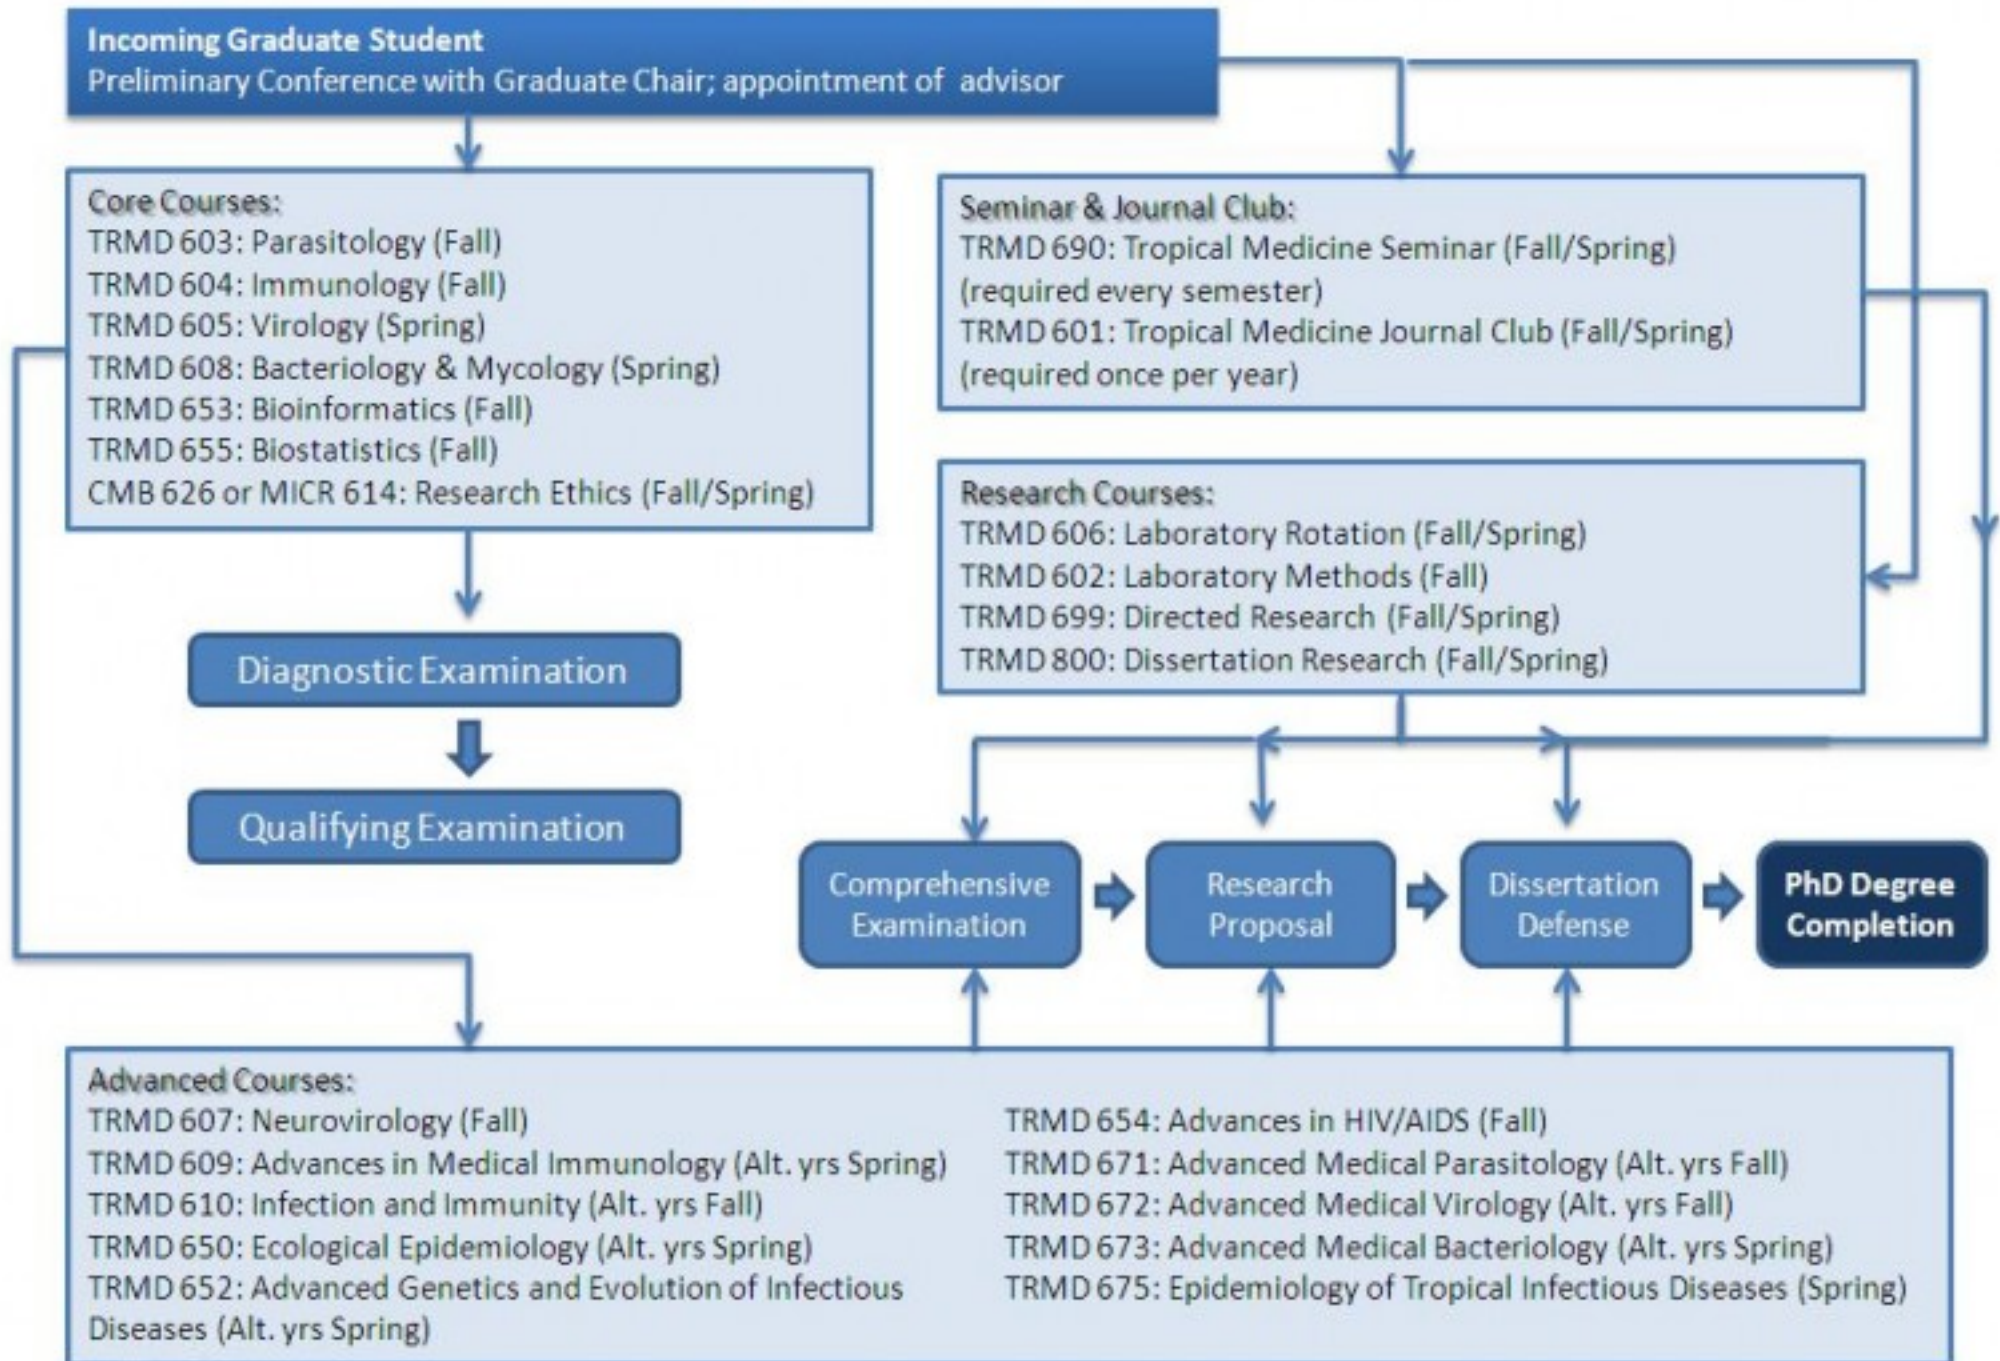 Incoming Graduate Student
Preliminary Conference with Graduate Chair; appointment of advisor
Core Courses:
TRMD 603: Parasitology (Fall)
TRMD 604: Immunology (Fall)
TRMD 605: Virology (Spring)
TRMD 608: Bacteriology & Mycology (Spring)
TRMD 653: Bioinformatics (Fall)
TRMD 655: Biostatistics (Fall)
CMB 626 or MICR 614: Research Ethics (Fall/Spring)
Seminar & Journal Club:
TRMD 690: Tropical Medicine Seminar (Fall/Spring)
(required every semester)
TRMD 601: Tropical Medicine Journal Club (Fall/Spring)
(required once per year)
Research Courses:
TRMD 606: Laboratory Rotation (Fall/Spring)
TRMD 602: Laboratory Methods (Fall)
TRMD 699: Directed Research (Fall/Spring)
TRMD 800: Dissertation Research (Fall/Spring)
Diagnostic Examination
Qualifying Examination
Comprehensive
Examination
Research
Proposal
Dissertation
Defense
PhD Degree
Completion
Advanced Courses:
TRMD 607: Neurovirology (Fall)
TRMD 609: Advances in Medical Immunology (Alt. yrs Spring)
TRMD 610: Infection and Immunity (Alt. yrs Fall)
TRMD 650: Ecological Epidemiology (Alt. yrs Spring)
TRMD 652: Advanced Genetics and Evolution of Infectious
Diseases (Alt. yrs Spring)
TRMD 654: Advances in HIV/AIDS (Fall)
TRMD 671: Advanced Medical Parasitology (Alt. yrs Fall)
TRMD 672: Advanced Medical Virology (Alt. yrs Fall)
TRMD 673: Advanced Medical Bacteriology (Alt. yrs Spring)
TRMD 675: Epidemiology of Tropical Infectious Diseases (Spring)